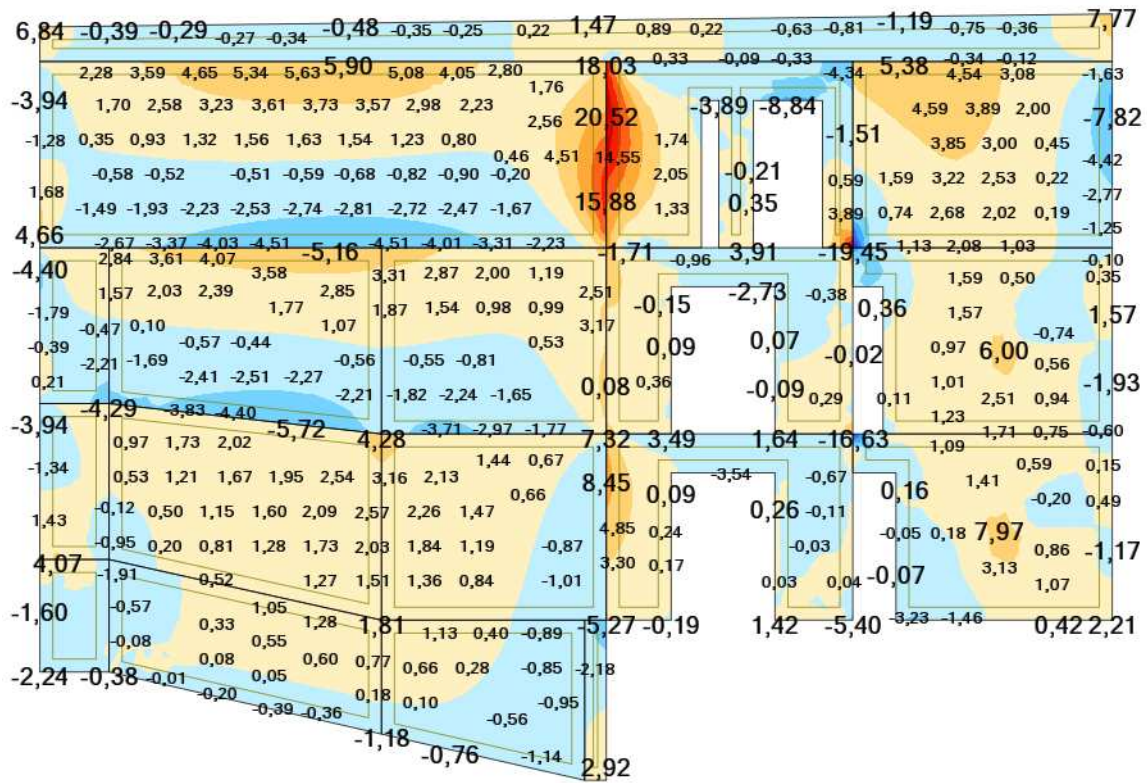 6,84 -0,39 -0,29 -0,27 -0,34 -0,48 -0,35 -0,25 0,22 1,47 0,89 0,22 -0,63 -0,81 -1,19 -0,75 -0,36 7,77
0,33 -0,09 -0,33 -0,34 -0,12
2,28 3,59 4,65 5,34 5,63 5,90 5,08 4,05 2,80 18,03 -4,34 5,38 4,54 3,08 -1,63
1,76
-3,94 1,70 2,58 3,23 3,61 3,73 3,57 2,98 2,23 -3,89 -8,84 4,59 3,89 2,00
2,56 20,52 -7,82
-1,28 0,35 0,93 1,32 1,56 1,63 1,54 1,23 0,80 1,74 -1,51 3,85 3,00 0,45
0,46 4,51 14,55 -4,42
-0,58 -0,52 -0,51 -0,59 -0,68 -0,82 -0,90 -0,20 2,05 -0,21 0,59 1,59 3,22 2,53 0,22
1,68 -2,77
-1,49 -1,93 -2,23 -2,53 -2,74 -2,81 -2,72 -2,47 -1,67 15,88 1,33 0,35 3,89 0,74 2,68 2,02 0,19
4,66 -1,25
-2,67 -3,37 -4,03 -4,51 -5,16 -4,51 -4,01 -3,31 -2,23 -1,71 3,91 -19,45 1,13 2,08 1,03
2,84 3,61 4,07 -0,96 -0,10
-4,40 3,58 3,31 2,87 2,00 1,19 1,59 0,50 0,35
1,57 2,03 2,39 2,85 2,51 -2,73 -0,38
-1,79 1,77 1,87 1,54 0,98 0,99 -0,15 0,36 1,57 1,57
-0,47 0,10 1,07 3,17 -0,74
-0,39 -0,57 -0,44 0,53 0,09 0,07 -0,02 0,97 6,00
-2,21 -1,69 -0,56 -0,55 -0,81 0,56
0,21 -2,41 -2,51 -2,27 0,08 0,36 -0,09 1,01 -1,93
-2,21 -1,82 -2,24 -1,65 0,29 0,11 2,51 0,94
-4,29 -3,83 -4,40 1,23
-3,94 -5,72 -3,71 -2,97 -1,77 1,71 0,75 -0,60
0,97 1,73 2,02 4,28 7,32 3,49 1,64 -16,63 1,09
-1,34 1,44 0,67 0,59 0,15
0,53 1,21 1,67 1,95 2,54 3,16 2,13 8,45 -3,54 -0,67 1,41
0,66 0,09 0,16 -0,20 0,49
-0,12 0,50 1,15 1,60 2,09 2,57 2,26 1,47 0,26 -0,11
1,43 4,85 0,24 -0,05 0,18 7,97
-0,95 0,20 0,81 1,28 1,73 2,03 1,84 1,19 -0,87 -0,03 0,86 -1,17
4,07 3,30 0,17 3,13
-1,91 0,52 1,27 1,51 1,36 0,84 -1,01 0,03 0,04 -0,07 1,07
-1,60 -0,57 1,05
0,33 1,28 1,81 -5,27 -0,19 1,42 -5,40 -3,23 -1,46 0,42 2,21
-0,08 0,55 1,13 0,40 -0,89
0,08 0,60 0,77 0,66 0,28 -0,85 -2,18
-2,24 -0,38 -0,01 0,05
-0,20 0,18 0,10 -0,95
-0,39 -0,36 -0,56
-1,18
-0,76 -1,14
2,92